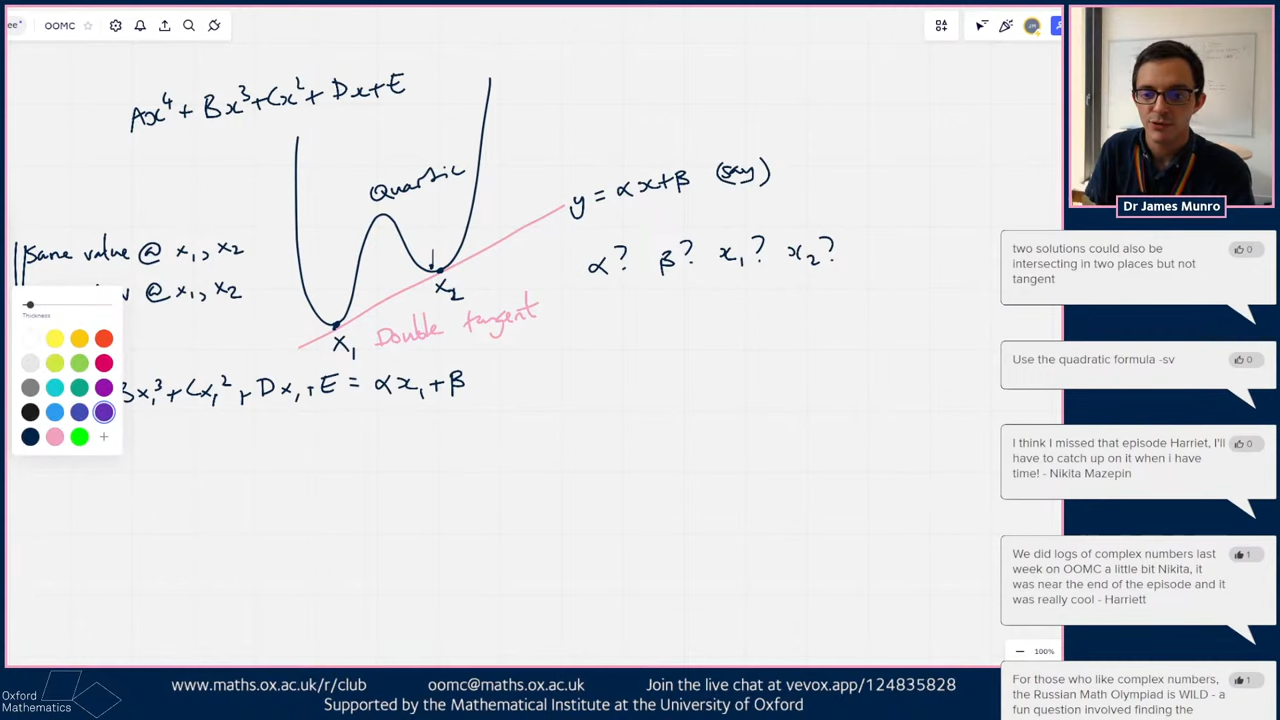 ee
OOMC
Ax⁴ + Bx³ + Cx² + Dx + E
Quartic
y = αx+β (say)
Same value @ x₁, x₂
@ x₁, x₂
α? β? x₁? x₂?
x₂
Double tangent
x₁
Thickness
Bx₁³ + Cx₁² + Dx₁ + E = αx₁ + β
100%
Dr James Munro
two solutions could also be
intersecting in two places but not
tangent
0
Use the quadratic formula -sv
0
I think I missed that episode Harriet, I'll
have to catch up on it when i have
time! - Nikita Mazepin
0
We did logs of complex numbers last
week on OOMC a little bit Nikita, it
was near the end of the episode and it
was really cool - Harriett
1
For those who like complex numbers,
the Russian Math Olympiad is WILD - a
fun question involved finding the
1
Oxford
Mathematics
www.maths.ox.ac.uk/r/club oomc@maths.ox.ac.uk Join the live chat at vevox.app/124835828
Supported by the Mathematical Institute at the University of Oxford